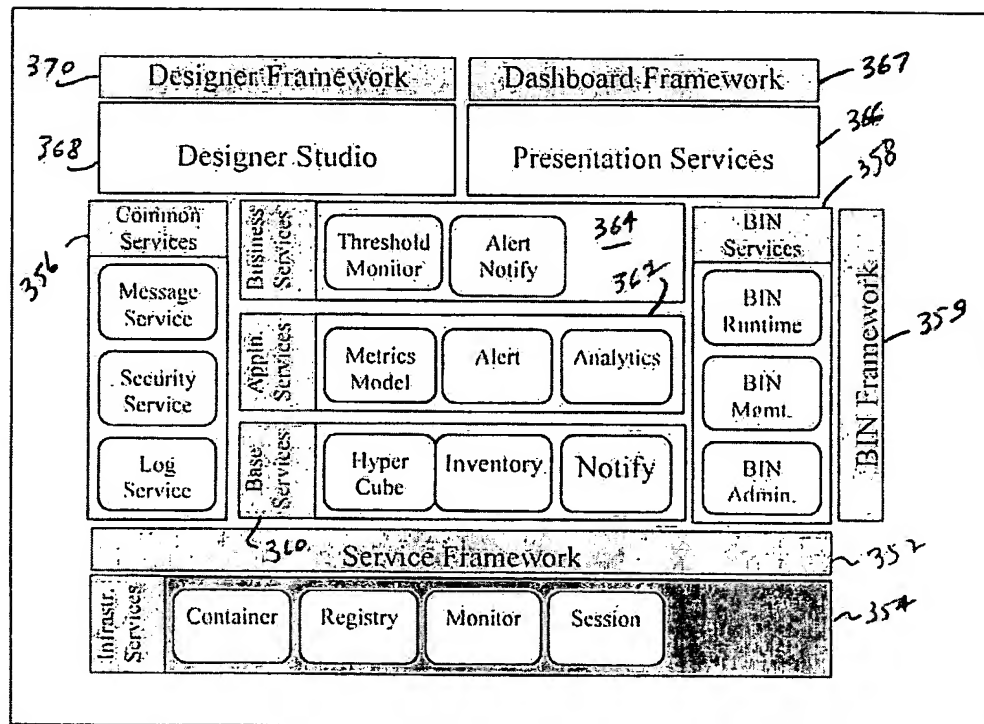 370
Designer Framework
Dashboard Framework
367
368
Designer Studio
Presentation Services
366
358
356
Common
Services
Message
Service
Security
Service
Log
Service
Business
Services
Threshold
Monitor
Alert
Notify
364
362
Appln.
Services
Metrics
Model
Alert
Analytics
Base
Services
Hyper
Cube
Inventory
Notify
360
BIN
Services
BIN
Runtime
BIN
Mgmt.
BIN
Admin.
BIN Framework
359
Service Framework
352
Infrastr.
Services
Container
Registry
Monitor
Session
354